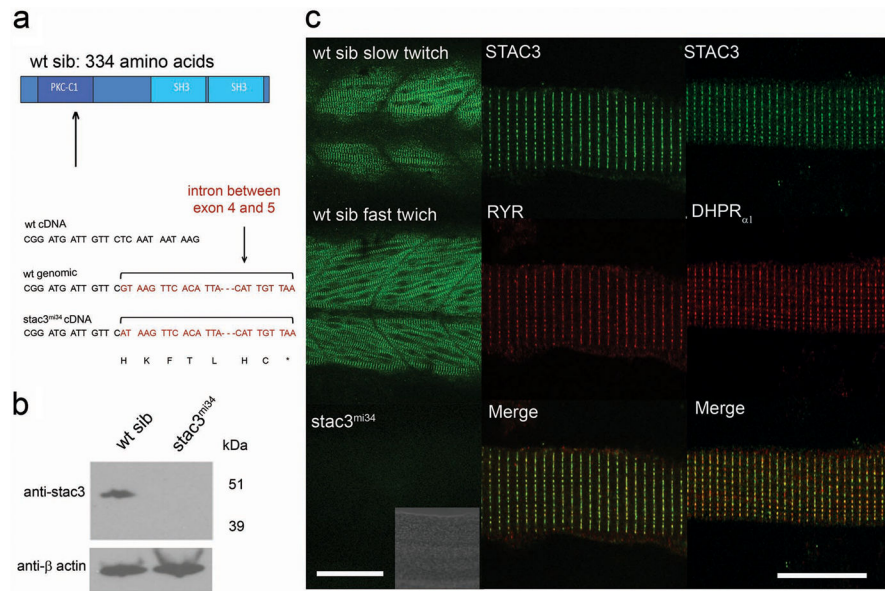 a
wt sib: 334 amino acids
PKC-C1 SH3 SH3
intron between
exon 4 and 5
wt cDNA
CGG ATG ATT GTT CTC AAT AAT AAG
wt genomic
CGG ATG ATT GTT CGT AAG TTC ACA TTA---CAT TGT TAA
stac3mi34 cDNA
CGG ATG ATT GTT CAT AAG TTC ACA TTA---CAT TGT TAA
H K F T L H C *
b
wt sib stac3mi34
kDa
anti-stac3
51
39
anti-β actin
c
wt sib slow twitch
STAC3
STAC3
wt sib fast twich
RYR
DHPRα1
stac3mi34
Merge
Merge